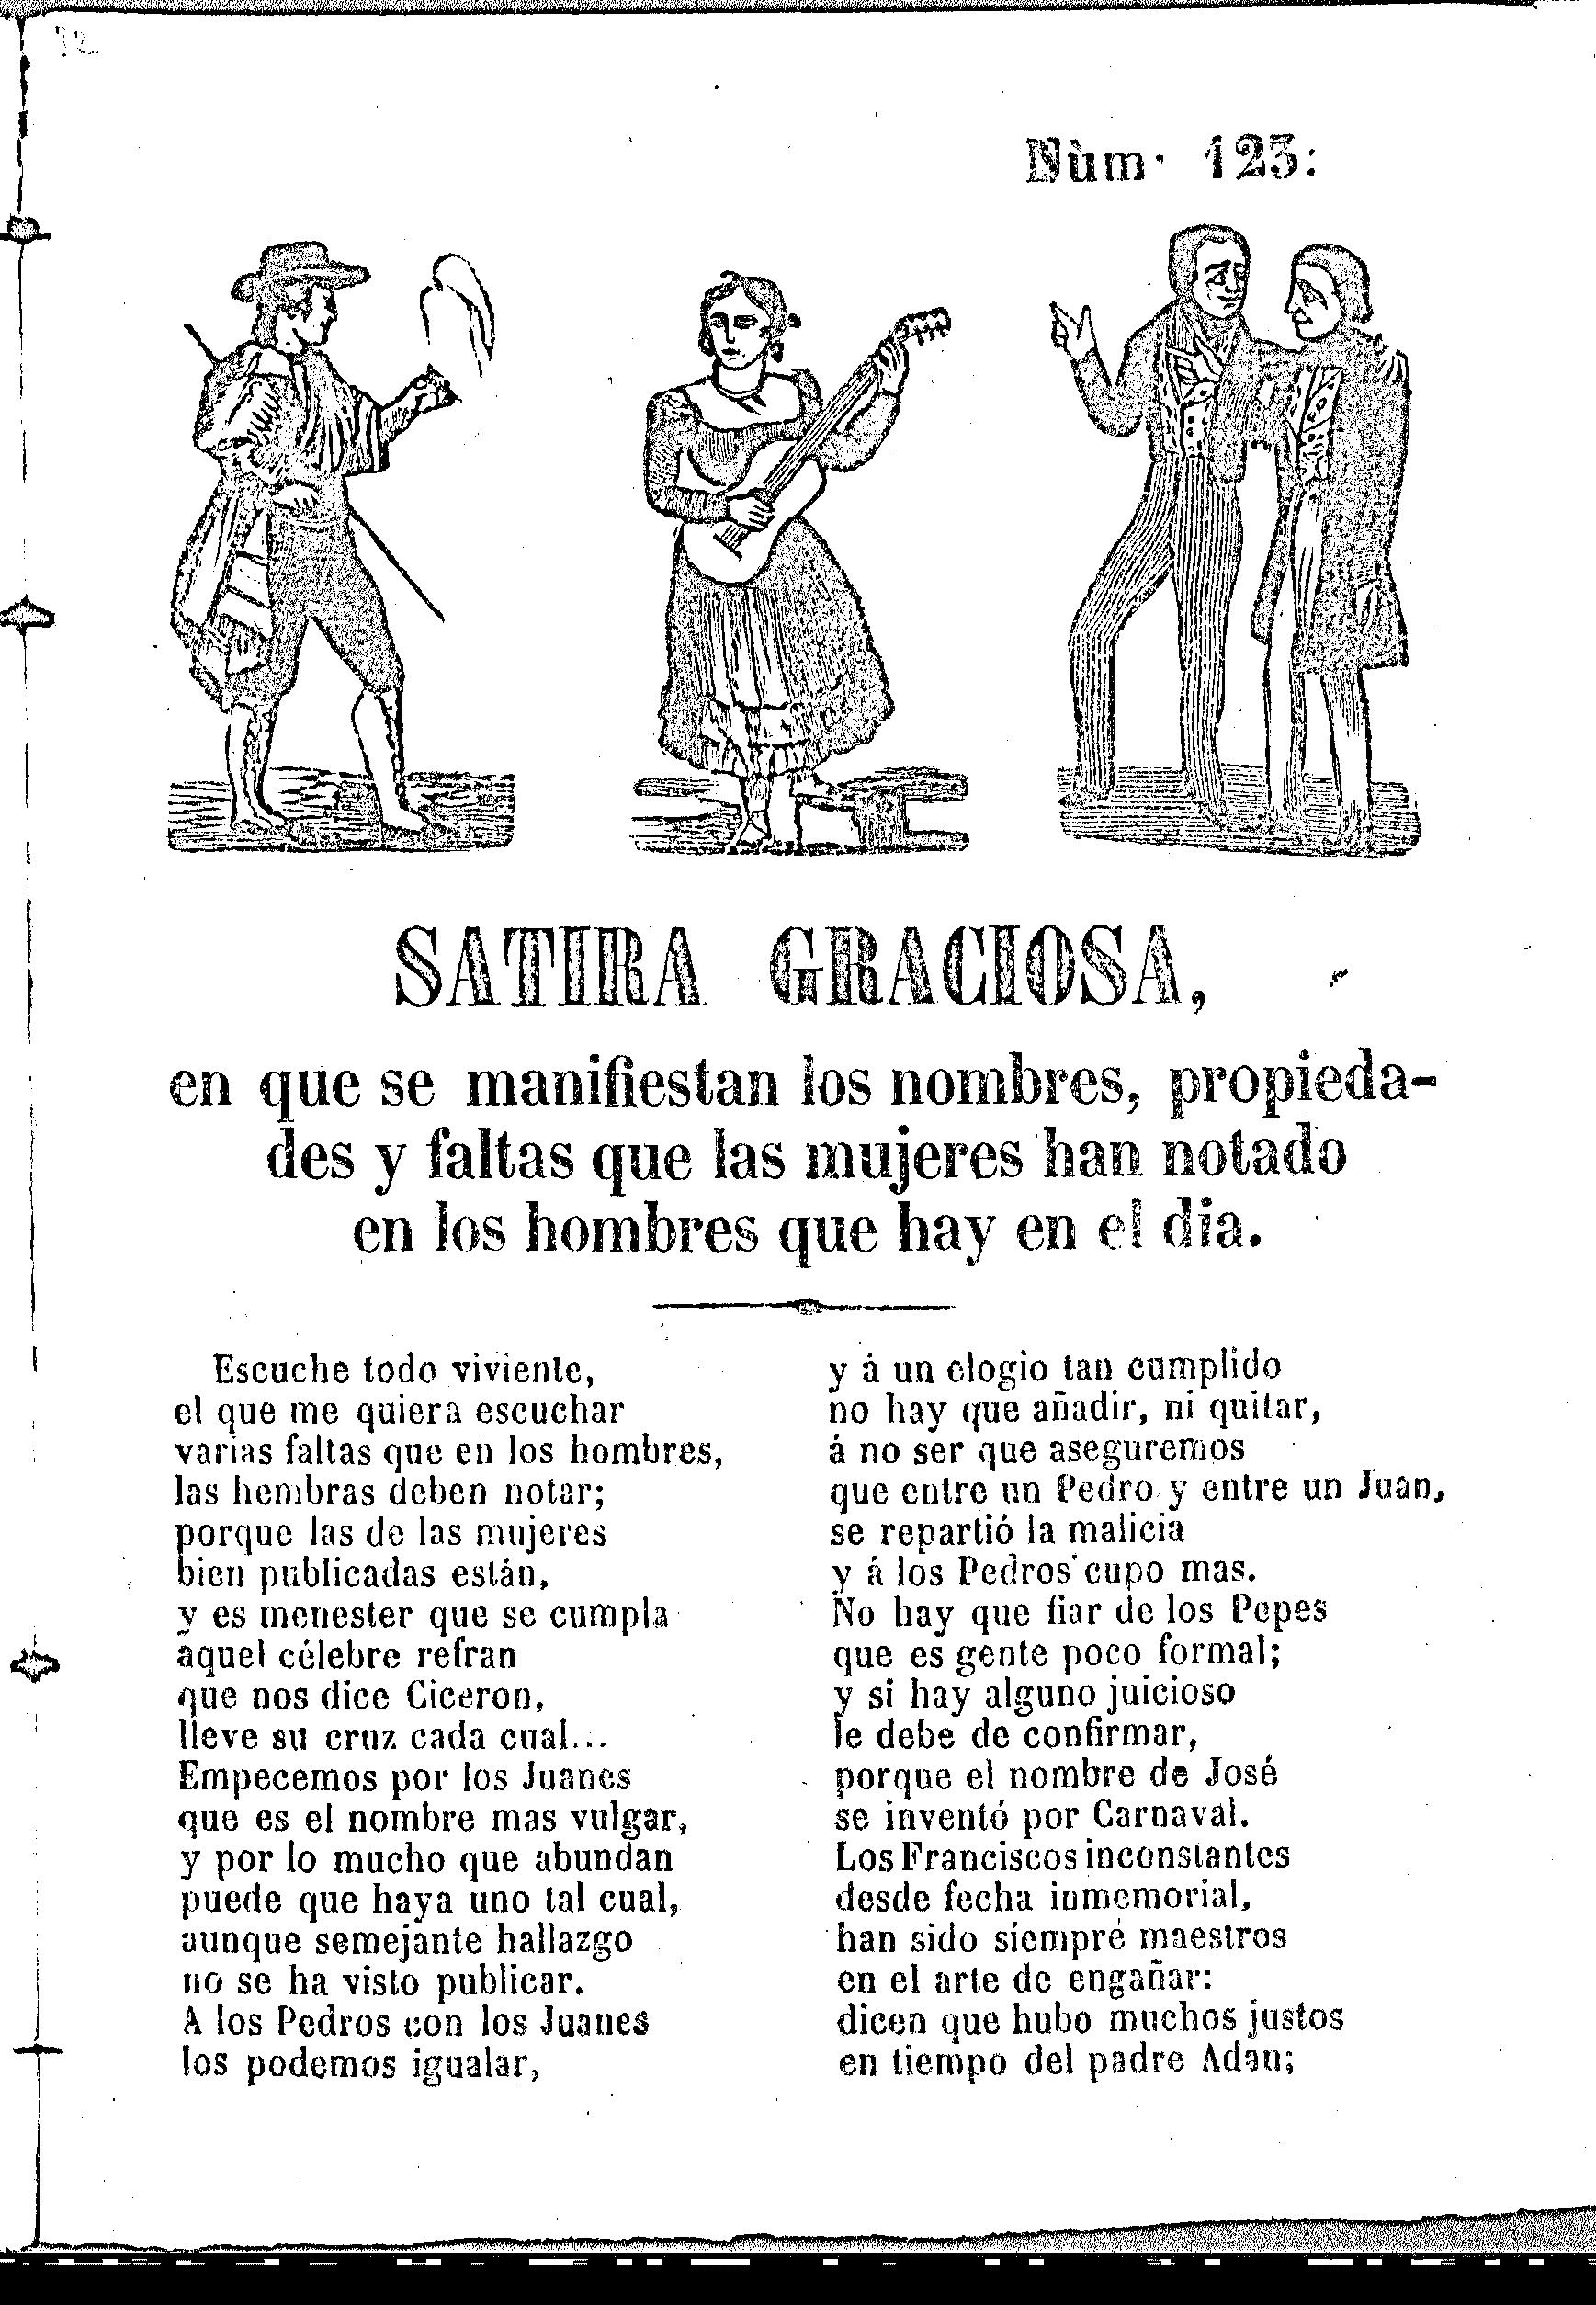 72
Nùm· 123:
SATIRA GRACIOSA,
en que se manifiestan los nombres, propieda-
des y faltas que las mujeres han notado
en los hombres que hay en el dia.
Escuche todo viviente,
el que me quiera escuchar
varias faltas que en los hombres,
las hembras deben notar;
porque las de las mujeres
bien publicadas están,
y es menester que se cumpla
aquel célebre refran
que nos dice Ciceron,
lleve su cruz cada cual...
Empecemos por los Juanes
que es el nombre mas vulgar,
y por lo mucho que abundan
puede que haya uno tal cual,
aunque semejante hallazgo
no se ha visto publicar.
A los Pedros con los Juanes
los podemos igualar,
y á un elogio tan cumplido
no hay que añadir, ni quitar,
á no ser que aseguremos
que entre un Pedro y entre un Juan,
se repartió la malicia
y á los Pedros cupo mas.
No hay que fiar de los Pepes
que es gente poco formal;
y si hay alguno juicioso
le debe de confirmar,
porque el nombre de José
se inventó por Carnaval.
Los Franciscos inconstantes
desde fecha inmemorial,
han sido siempré maestros
en el arte de engañar:
dicen que hubo muchos justos
en tiempo del padre Adan;